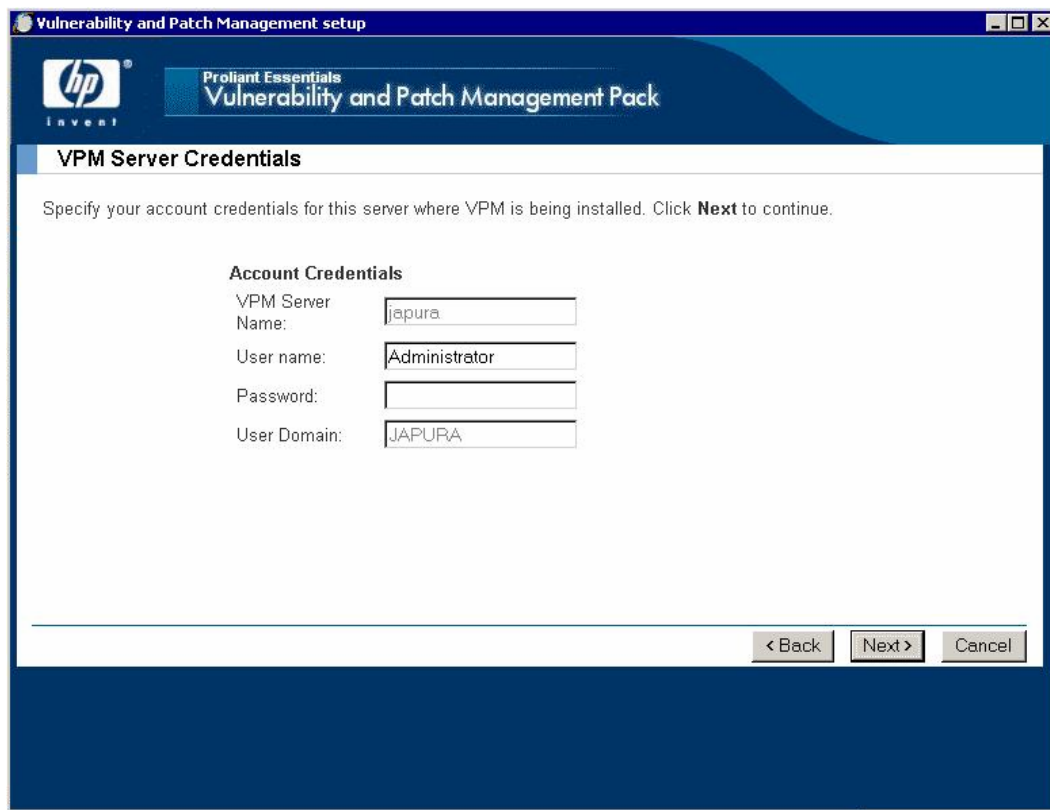 Vulnerability and Patch Management setup
hp
®
invent
Proliant Essentials
Vulnerability and Patch Management Pack
VPM Server Credentials
Specify your account credentials for this server where VPM is being installed. Click Next to continue.
Account Credentials
VPM Server
Name:
japura
User name:
Administrator
Password:
User Domain:
JAPURA
< Back
Next >
Cancel